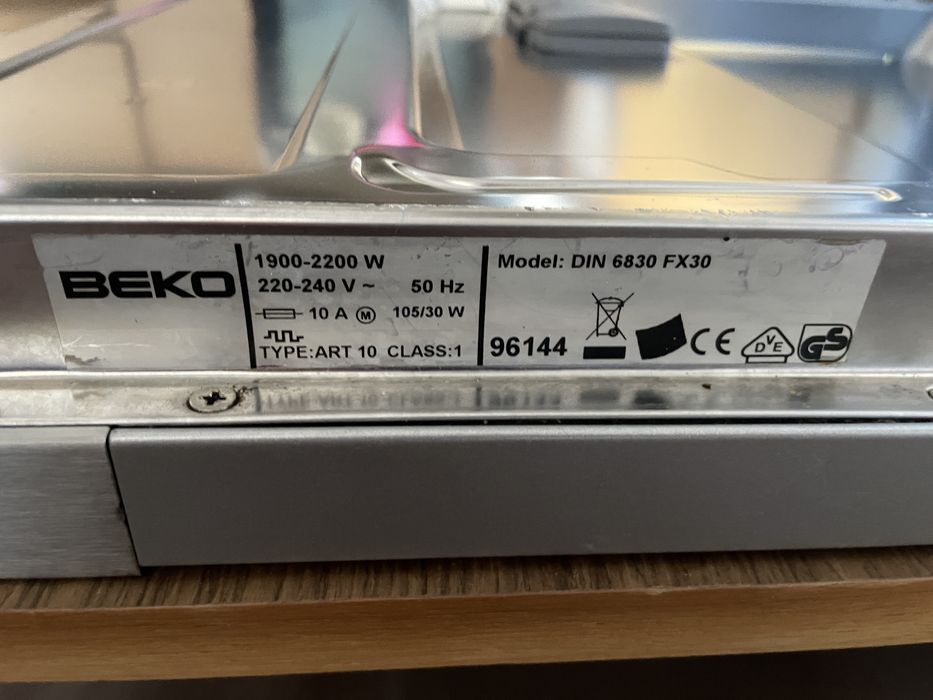 BEKO
1900-2200 W
220-240 V ~ 50 Hz
10 A M 105/30 W
TYPE:ART 10 CLASS:1
Model: DIN 6830 FX30
96144
CE
DVE
GS